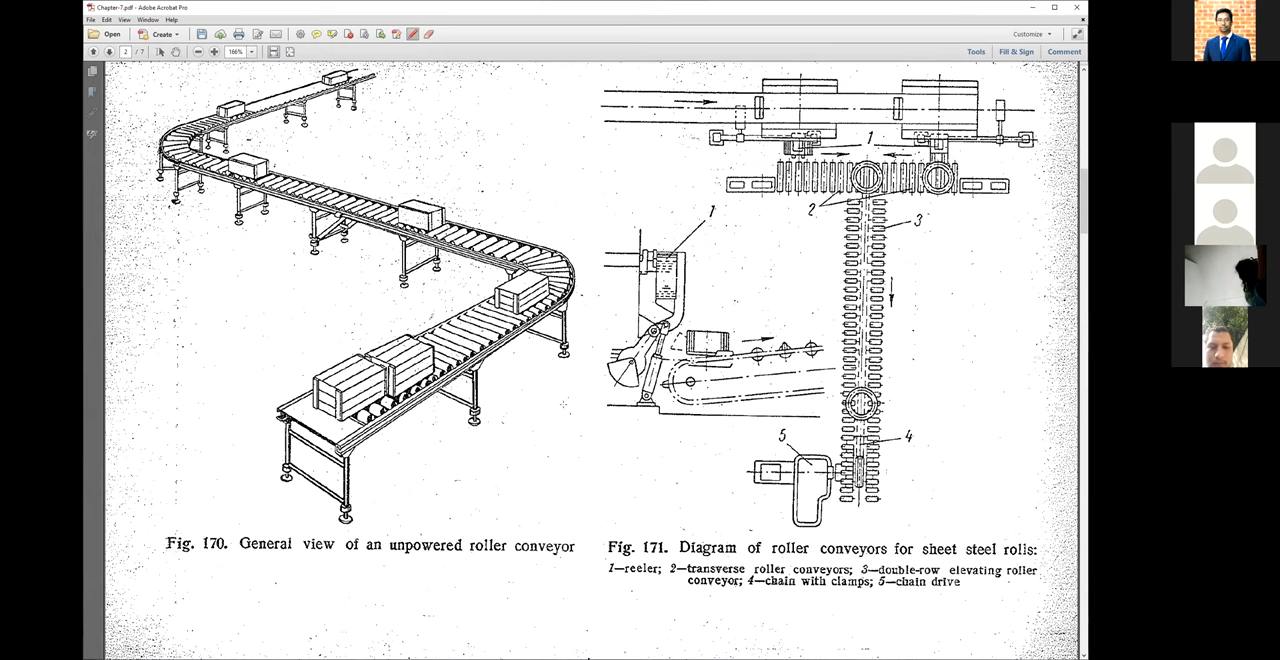 Chapter-7.pdf - Adobe Acrobat Pro
File Edit View Window Help
Open Create Customize
2 / 7 166% Tools Fill & Sign Comment
1
2
3
1
5
4
Fig. 170. General view of an unpowered roller conveyor
Fig. 171. Diagram of roller conveyors for sheet steel rolls:
1—reeler; 2—transverse roller conveyors; 3—double-row elevating roller
conveyor; 4—chain with clamps; 5—chain drive